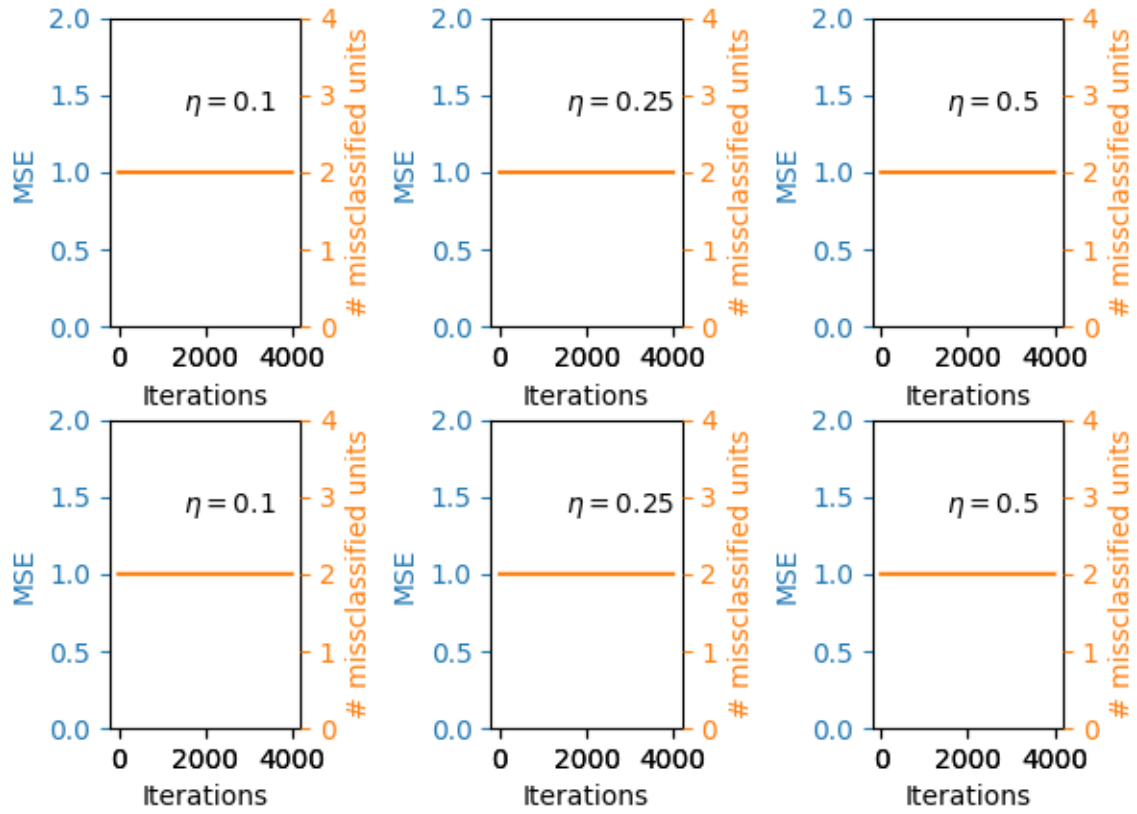 2.0
1.5
1.0
0.5
0.0
MSE
η = 0.1
4
3
2
1
0
# missclassified units
0 2000 4000
Iterations
2.0
1.5
1.0
0.5
0.0
MSE
η = 0.25
4
3
2
1
0
# missclassified units
0 2000 4000
Iterations
2.0
1.5
1.0
0.5
0.0
MSE
η = 0.5
4
3
2
1
0
# missclassified units
0 2000 4000
Iterations
2.0
1.5
1.0
0.5
0.0
MSE
η = 0.1
4
3
2
1
0
# missclassified units
0 2000 4000
Iterations
2.0
1.5
1.0
0.5
0.0
MSE
η = 0.25
4
3
2
1
0
# missclassified units
0 2000 4000
Iterations
2.0
1.5
1.0
0.5
0.0
MSE
η = 0.5
4
3
2
1
0
# missclassified units
0 2000 4000
Iterations